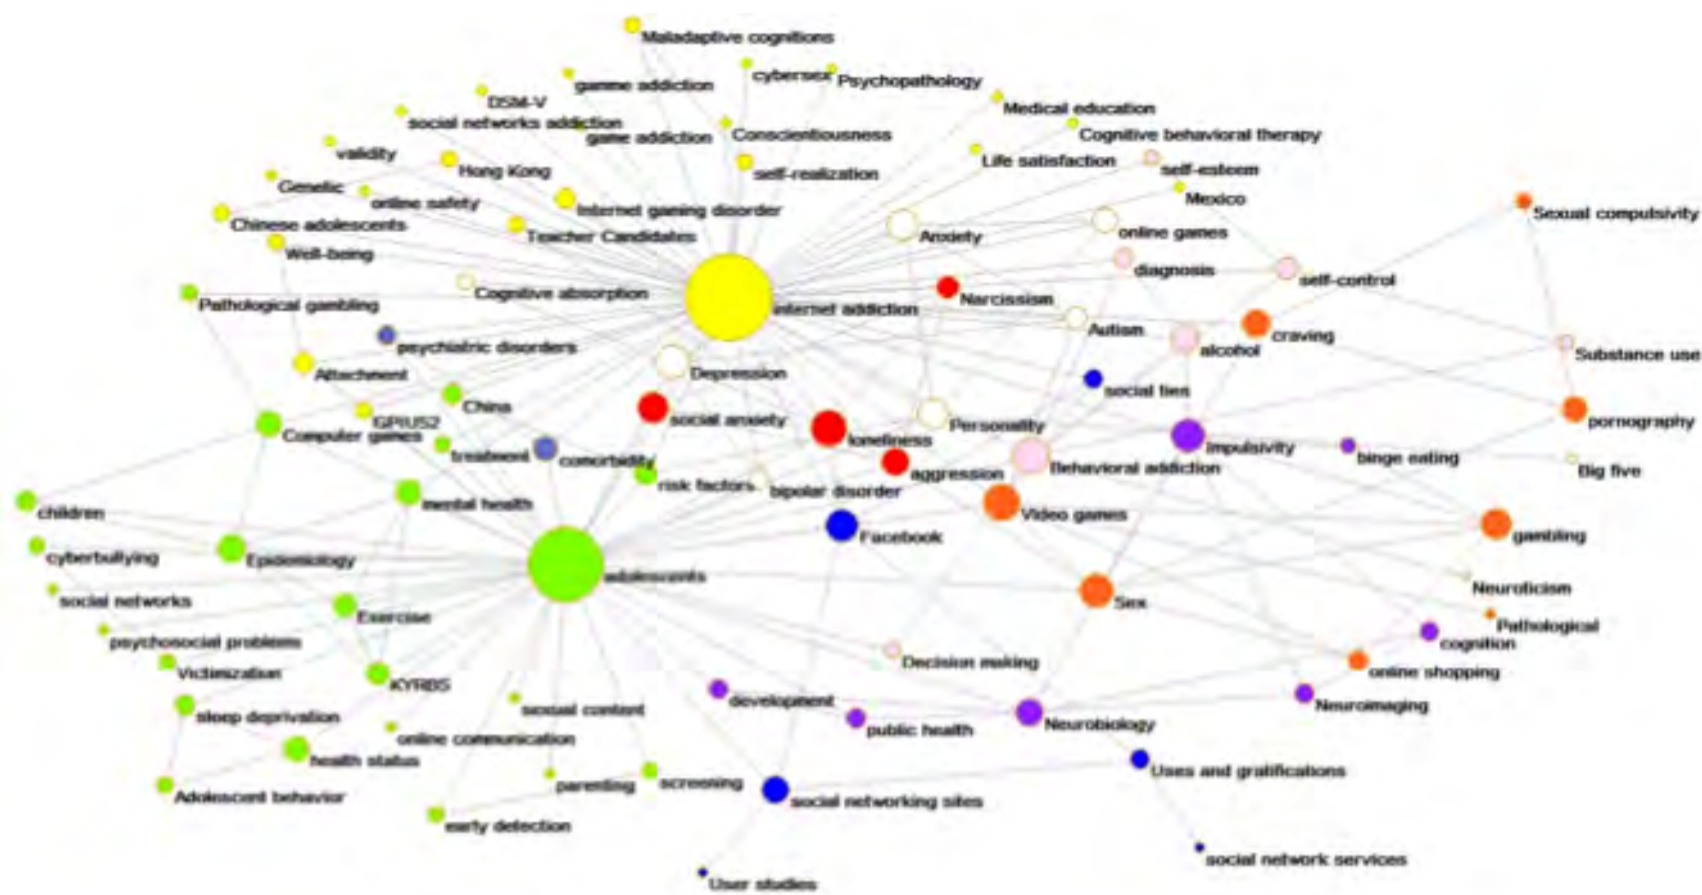 Maladaptive cognitions
gamme addiction
cybersex
Psychopathology
DSM-V
Medical education
social networks addiction
game addiction
Conscientiousness
Cognitive behavioral therapy
validity
Hong Kong
self-realization
Life satisfaction
self-esteem
Genetic
online safety
Internet gaming disorder
Mexico
Chinese adolescents
Teacher Candidates
Anxiety
online games
Sexual compulsivity
Well-being
diagnosis
self-control
Pathological gambling
Cognitive absorption
internet addiction
Narcissism
Autism
craving
psychiatric disorders
alcohol
Substance use
Attachment
Depression
social ties
China
GPIUS2
social anxiety
Personality
pornography
Computer games
treatment
comorbidity
loneliness
impulsivity
binge eating
aggression
Behavioral addiction
Big five
risk factors
bipolar disorder
children
mental health
Video games
gambling
Facebook
cyberbullying
Epidemiology
adolescents
Neuroticism
social networks
Exercise
Sex
Pathological
psychosocial problems
cognition
Victimization
KYRBS
Decision making
online shopping
sleep deprivation
sexual content
development
Neuroimaging
online communication
public health
Neurobiology
health status
Uses and gratifications
Adolescent behavior
parenting
screening
social networking sites
early detection
social network services
User studies